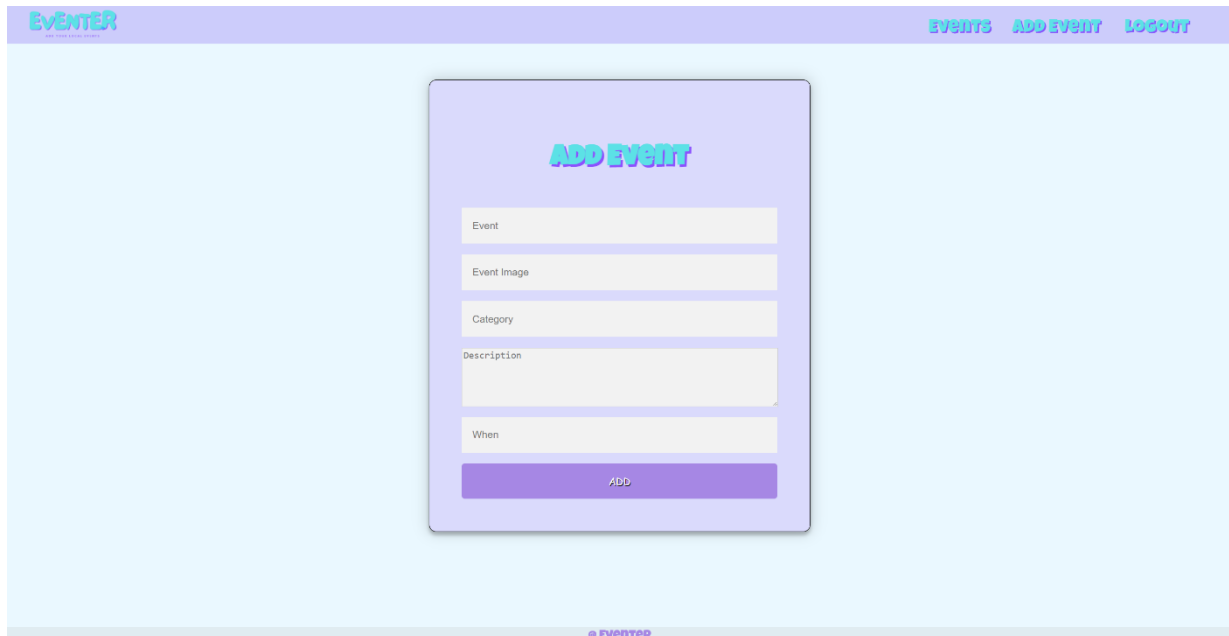 EVENTER
Events Add Event Logout
Add Event
Event
Event Image
Category
Description
When
ADD
@ Eventer